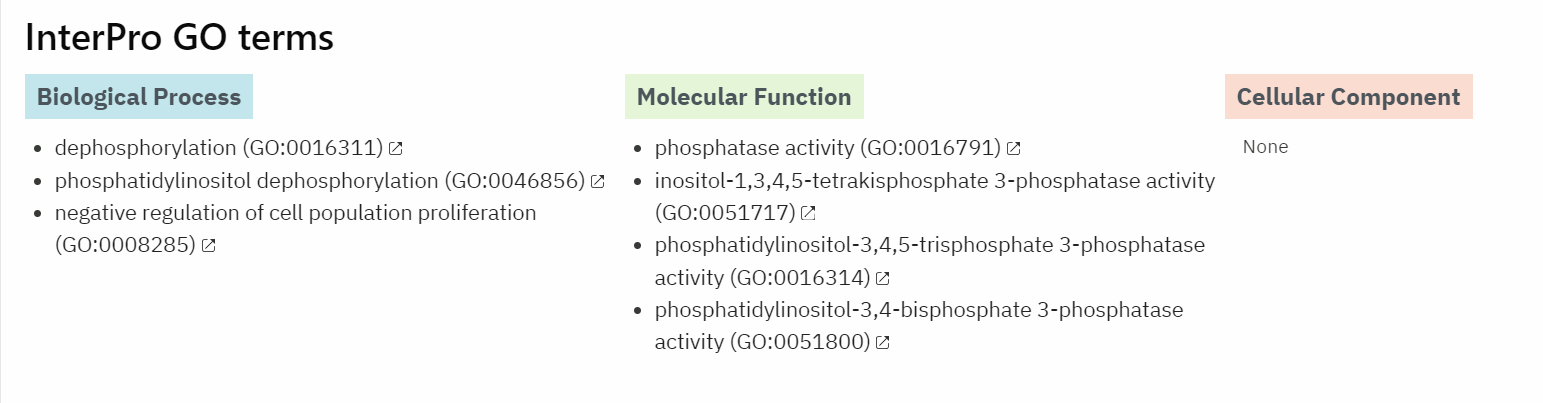 InterPro GO terms
Biological Process
dephosphorylation (GO:0016311)
phosphatidylinositol dephosphorylation (GO:0046856)
negative regulation of cell population proliferation
(GO:0008285)
Molecular Function
phosphatase activity (GO:0016791)
inositol-1,3,4,5-tetrakisphosphate 3-phosphatase activity
(GO:0051717)
phosphatidylinositol-3,4,5-trisphosphate 3-phosphatase
activity (GO:0016314)
phosphatidylinositol-3,4-bisphosphate 3-phosphatase
activity (GO:0051800)
Cellular Component
None